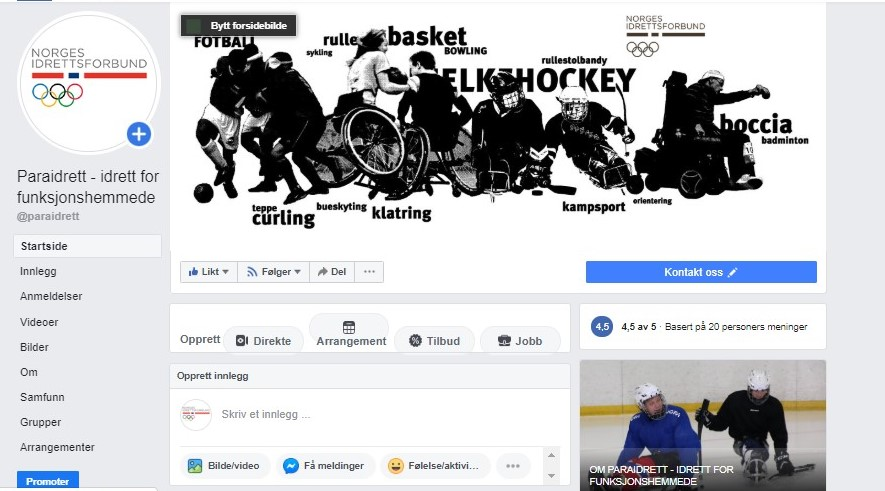 NORGES
IDRETTSFORBUND
Paraidrett - idrett for
funksjonshemmede
@paraidrett
Startside
Innlegg
Anmeldelser
Videoer
Bilder
Om
Samfunn
Grupper
Arrangementer
Promoter
Bytt forsidebilde
FOTBALL
rulle
sykling
basket
BOWLING
rullestolbandy
ELKEHOCKEY
NORGES
IDRETTSFORBUND
boccia
badminton
teppe
curling
bueskyting
klatring
kampsport
orientering
Likt
Følger
Del
Kontakt oss
Opprett
Direkte
Arrangement
Tilbud
Jobb
4,5
4,5 av 5 · Basert på 20 personers meninger
Opprett innlegg
Skriv et innlegg ...
Bilde/video
Få meldinger
Følelse/aktivi...
OM PARAIDRETT - IDRETT FOR
FUNKSJONSHEMMEDE